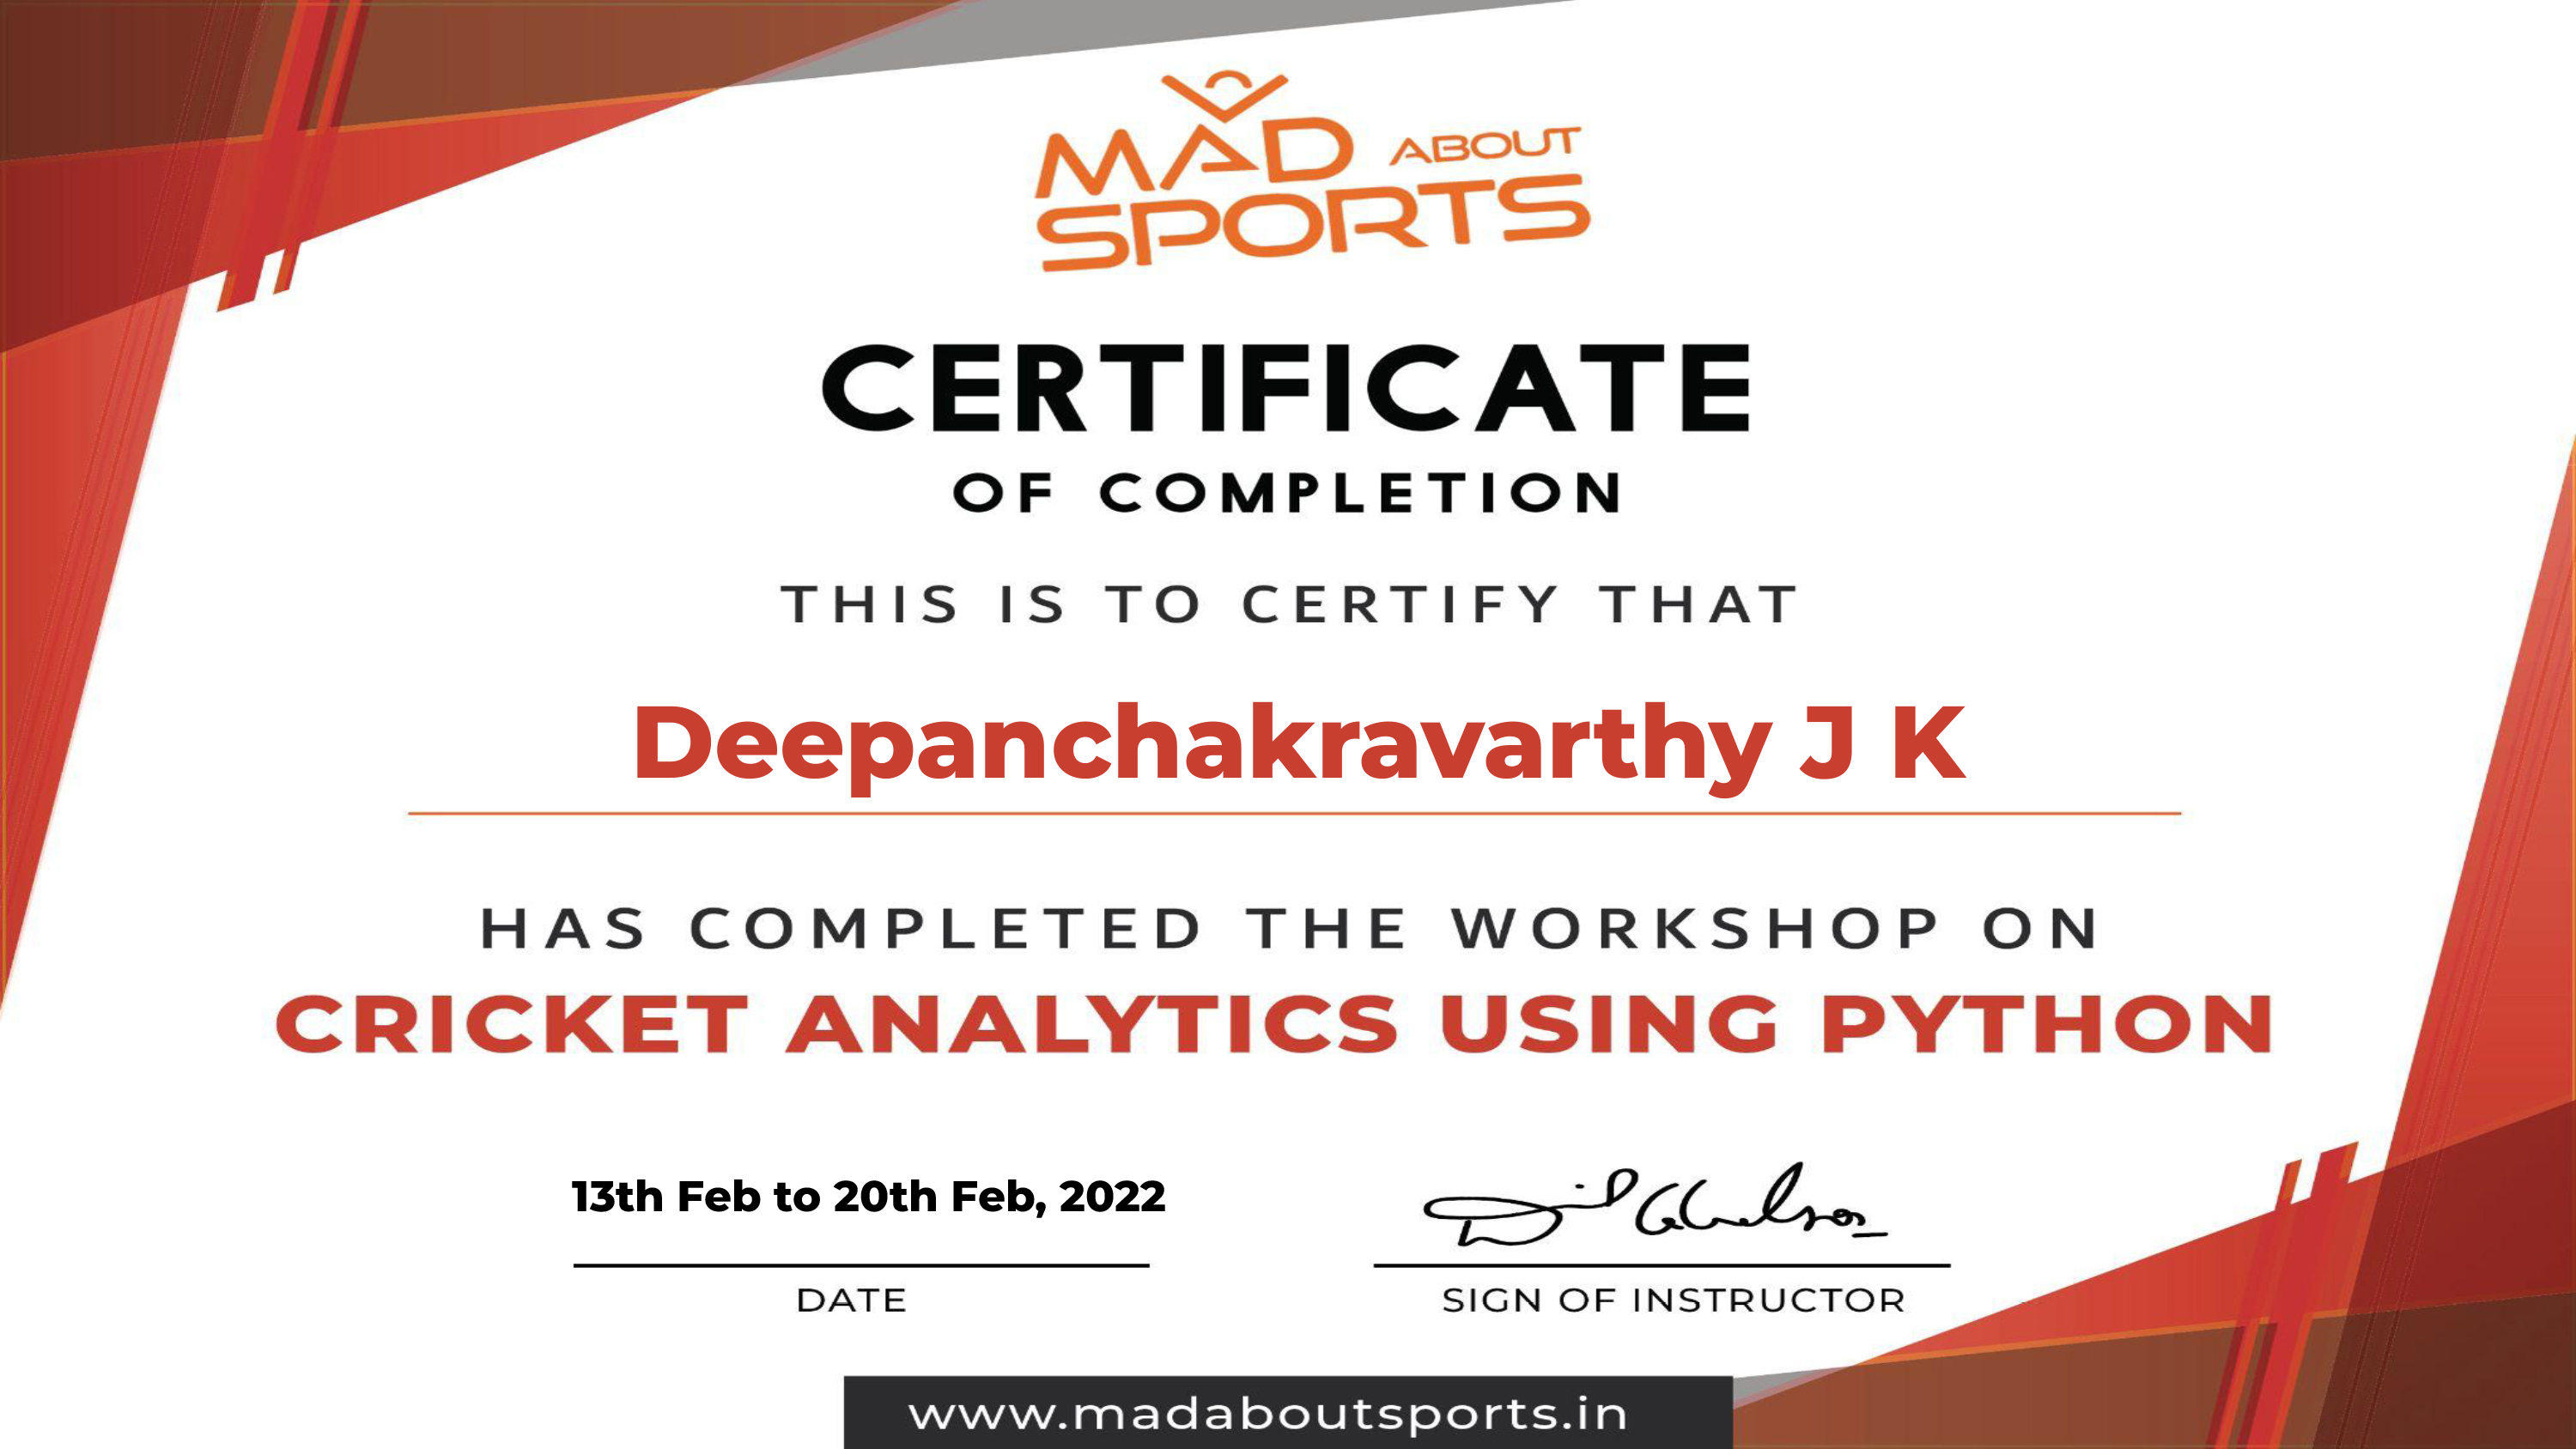 MAD ABOUT
SPORTS
CERTIFICATE
OF COMPLETION
THIS IS TO CERTIFY THAT
Deepanchakravarthy J K
HAS COMPLETED THE WORKSHOP ON
CRICKET ANALYTICS USING PYTHON
13th Feb to 20th Feb, 2022
DATE
SIGN OF INSTRUCTOR
www.madaboutsports.in